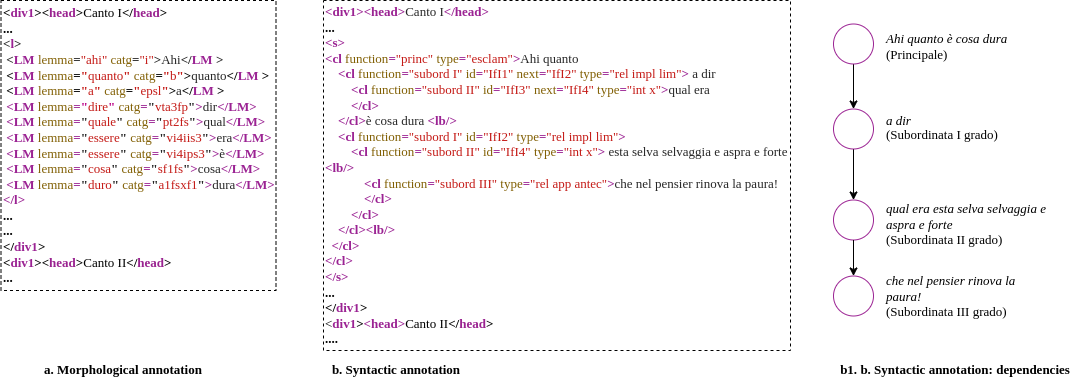 <div1><head>Canto I</head>
...
<l>
<LM lemma="ahi" catg="i">Ahi</LM >
<LM lemma="quanto" catg="b">quanto</LM >
<LM lemma="a" catg="epsl">a</LM >
<LM lemma="dire" catg="vta3fp">dir</LM>
<LM lemma="quale" catg="pt2fs">qual</LM>
<LM lemma="essere" catg="vi4iis3">era</LM>
<LM lemma="essere" catg="vi4ips3">è</LM>
<LM lemma="cosa" catg="sf1fs">cosa</LM>
<LM lemma="duro" catg="a1fsxf1">dura</LM>
</l>
...
...
</div1>
<div1><head>Canto II</head>
...
a. Morphological annotation
<div1><head>Canto I</head>
...
<s>
<cl function="princ" type="esclam">Ahi quanto
<cl function="subord I" id="IfI1" next="IfI2" type="rel impl lim"> a dir
<cl function="subord II" id="IfI3" next="IfI4" type="int x">qual era
</cl>
</cl>è cosa dura <lb/>
<cl function="subord I" id="IfI2" type="rel impl lim">
<cl function="subord II" id="IfI4" type="int x"> esta selva selvaggia e aspra e forte
<lb/>
<cl function="subord III" type="rel app antec">che nel pensier rinova la paura!
</cl>
</cl>
</cl><lb/>
</cl>
</cl>
</s>
...
</div1>
<div1><head>Canto II</head>
....
b. Syntactic annotation
Ahi quanto è cosa dura
(Principale)
a dir
(Subordinata I grado)
qual era esta selva selvaggia e
aspra e forte
(Subordinata II grado)
che nel pensier rinova la
paura!
(Subordinata III grado)
b1. b. Syntactic annotation: dependencies